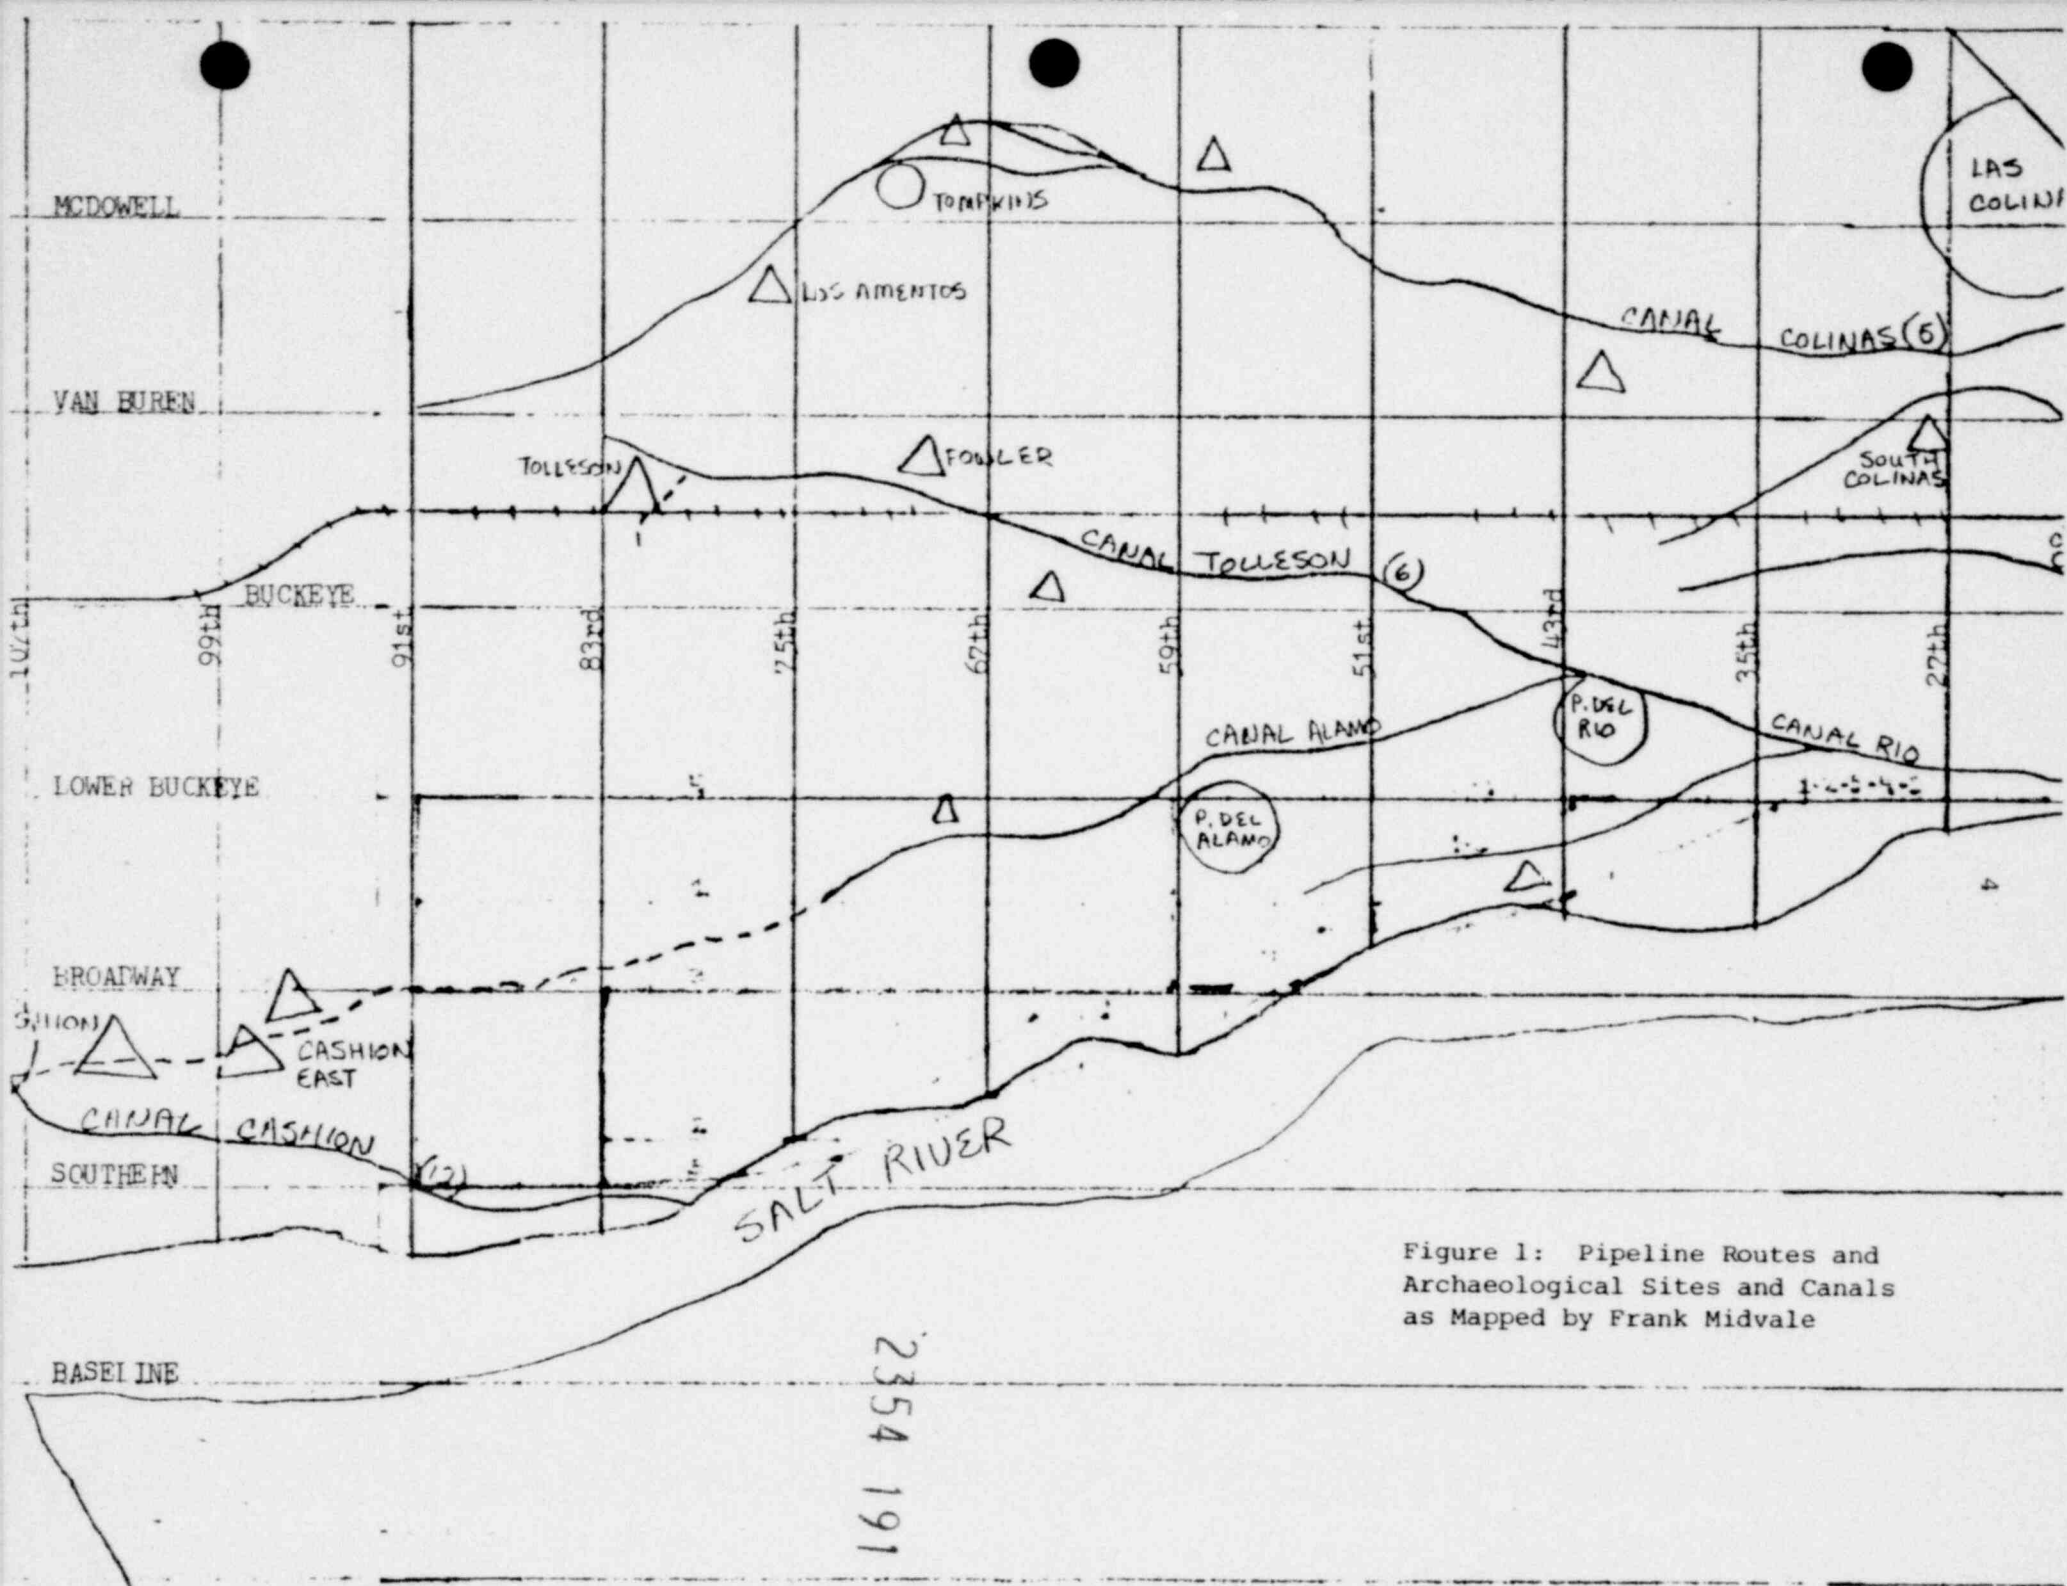 LAS
TOMPKINS
MCDOWELL
LOS AMENTOS
CANAL COLINAS (5)
VAN BUREN
TOLLESON
FOWLER
SOUTH
COLINAS
CANAL TOLLESON (6)
BUCKEYE
107th
99th
91st
83rd
75th
67th
59th
51st
43rd
35th
27th
P. DEL
RIO
CANAL ALAMO
CANAL RIO
LOWER BUCKEYE
P. DEL
ALAMO
4
BROADWAY
CASHION
EAST
CANAL CASHION
(12)
SOUTHERN
SALT RIVER
Figure 1: Pipeline Routes and
Archaeological Sites and Canals
as Mapped by Frank Midvale
BASELINE
2354 191